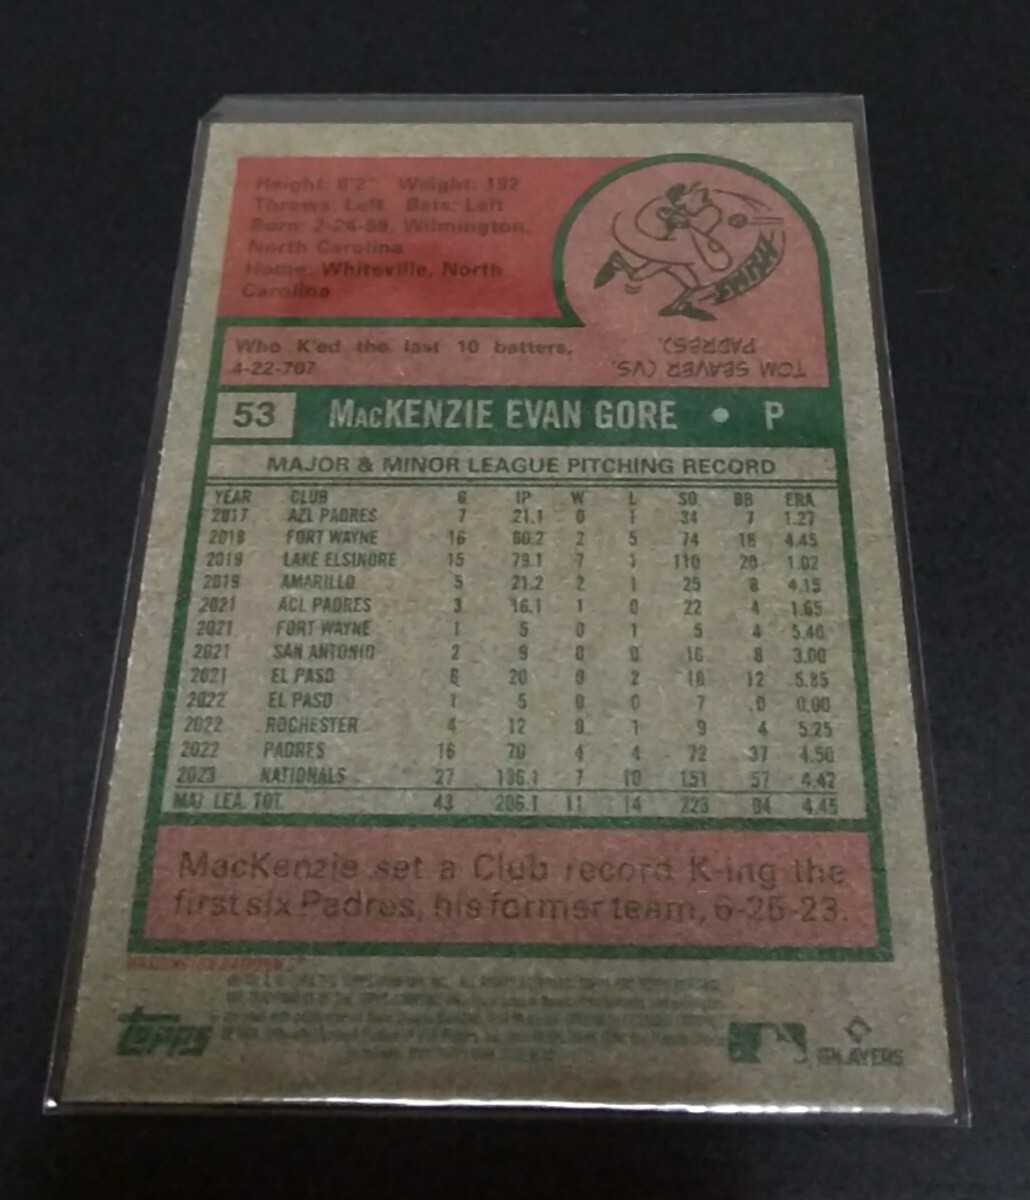 Height: 6'2" Weight: 192
Throws: Left Bats: Left
Born: 2-24-99, Wilmington,
North Carolina
Home: Whiteville, North
Carolina
Who K'ed the last 10 batters,
4-22-70?
TOM SEAVER (VS.
PADRES).
53 MacKENZIE EVAN GORE • P
MAJOR & MINOR LEAGUE PITCHING RECORD
YEAR CLUB G IP W L SO BB ERA
2017 AZL PADRES 7 21.1 0 1 34 7 1.27
2018 FORT WAYNE 16 60.2 2 5 74 18 4.45
2019 LAKE ELSINORE 15 79.1 7 1 110 20 1.02
2019 AMARILLO 5 21.2 2 1 25 8 4.15
2021 ACL PADRES 3 16.1 1 0 22 4 1.65
2021 FORT WAYNE 1 5 0 1 5 4 5.40
2021 SAN ANTONIO 2 9 0 0 16 8 3.00
2021 EL PASO 6 20 0 2 18 12 5.85
2022 EL PASO 1 5 0 0 7 0 0.00
2022 ROCHESTER 4 12 0 1 9 4 5.25
2022 PADRES 16 70 4 4 72 37 4.50
2023 NATIONALS 27 136.1 7 10 151 57 4.42
MAJ. LEA. TOT. 43 206.1 11 14 223 94 4.45
MacKenzie set a Club record K-ing the
first six Padres, his former team, 6-25-23.
topps
PLAYERS